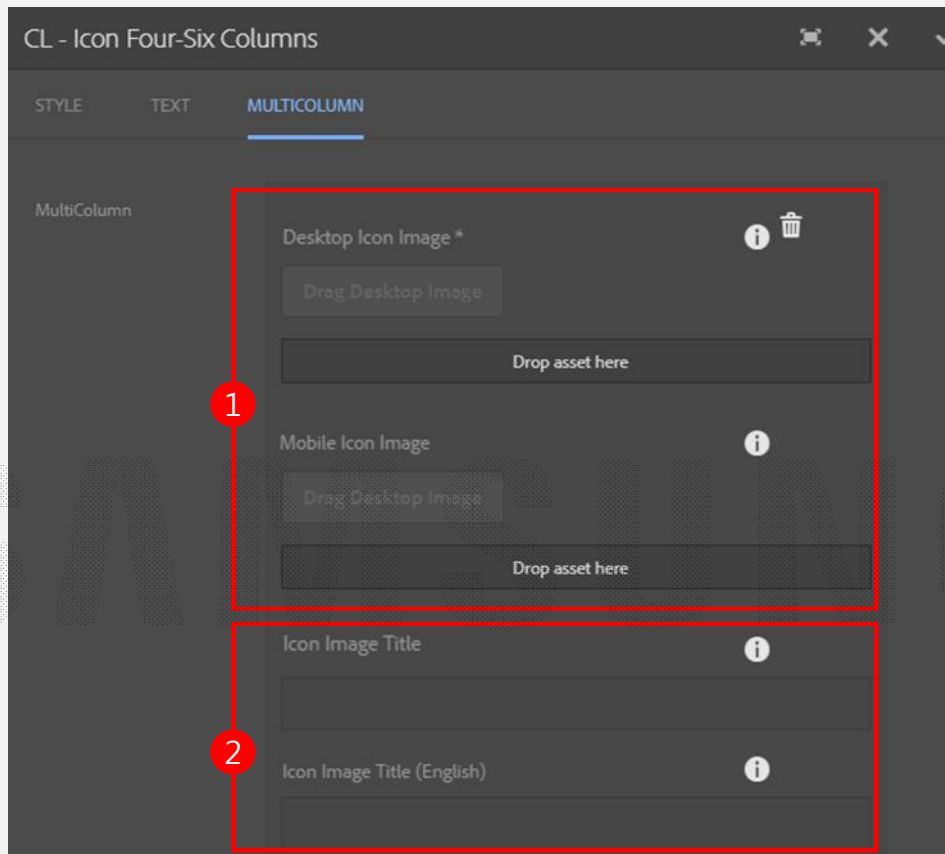 CL - Icon Four-Six Columns
STYLE TEXT MULTICOLUMN
MultiColumn
Desktop Icon Image *
Drag Desktop Image
Drop asset here
1
Mobile Icon Image
Drag Desktop Image
SAMSUN
Drop asset here
Icon Image Title
2
Icon Image Title (English)